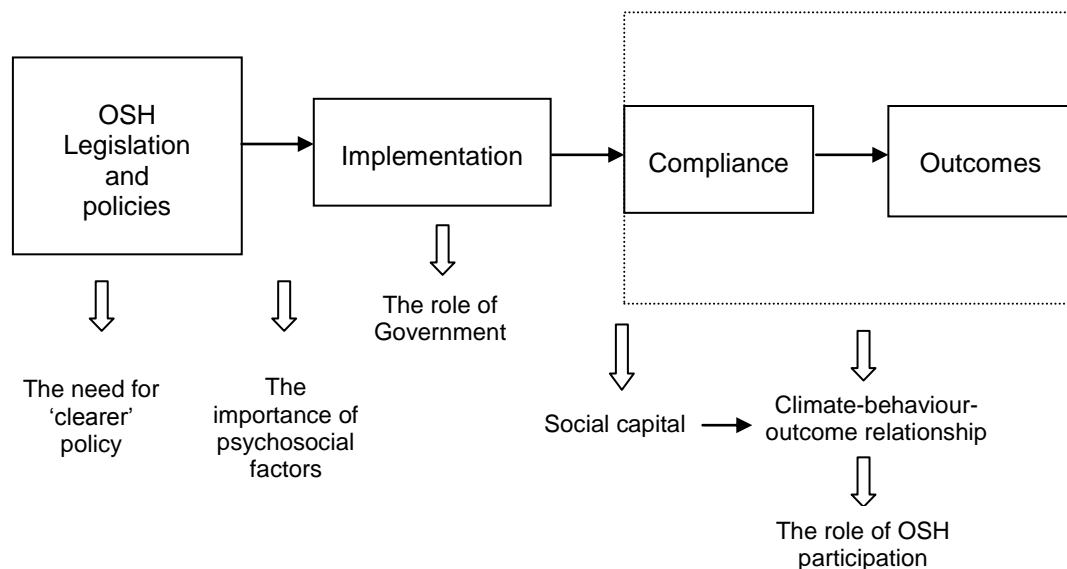 OSH
Legislation
and
policies
Implementation
Compliance
Outcomes
The role of
Government
The need for
‘clearer’
policy
The
importance of
psychosocial
factors
Social capital
Climate-behaviour-
outcome relationship
The role of OSH
participation